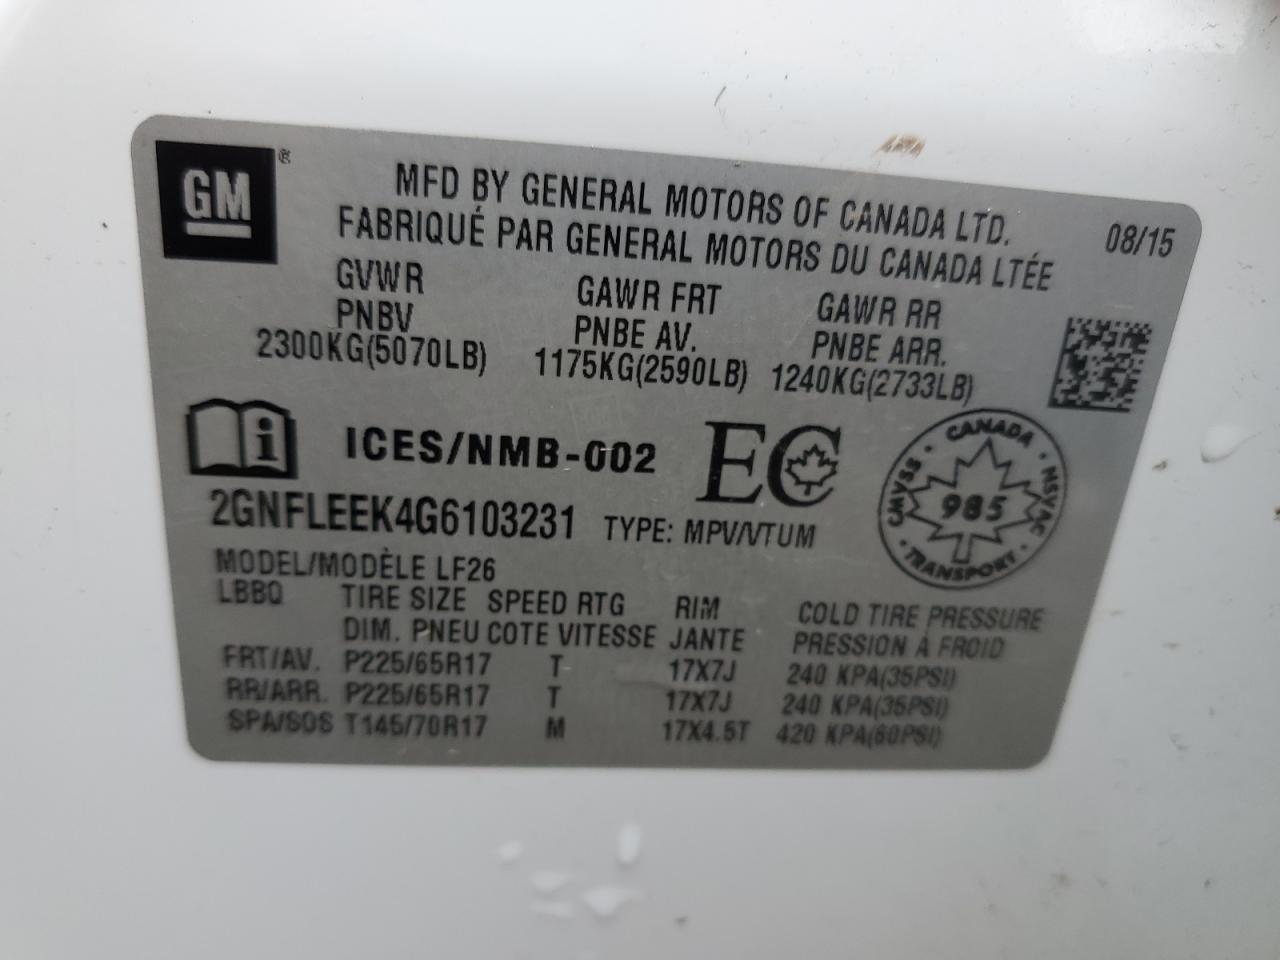 GM ®
MFD BY GENERAL MOTORS OF CANADA LTD. 08/15
FABRIQUÉ PAR GENERAL MOTORS DU CANADA LTÉE
GVWR GAWR FRT GAWR RR
PNBV PNBE AV. PNBE ARR.
2300KG(5070LB) 1175KG(2590LB) 1240KG(2733LB)
i ICES/NMB-002 EC
CANADA
CMVSS 985 NSVAC
TRANSPORT
2GNFLEEK4G6103231 TYPE: MPV/VTUM
MODEL/MODÈLE LF26
LBBQ TIRE SIZE SPEED RTG RIM COLD TIRE PRESSURE
DIM. PNEU COTE VITESSE JANTE PRESSION À FROID
FRT/AV. P225/65R17 T 17X7J 240 KPA(35PSI)
RR/ARR. P225/65R17 T 17X7J 240 KPA(35PSI)
SPA/SOS T145/70R17 M 17X4.5T 420 KPA(60PSI)